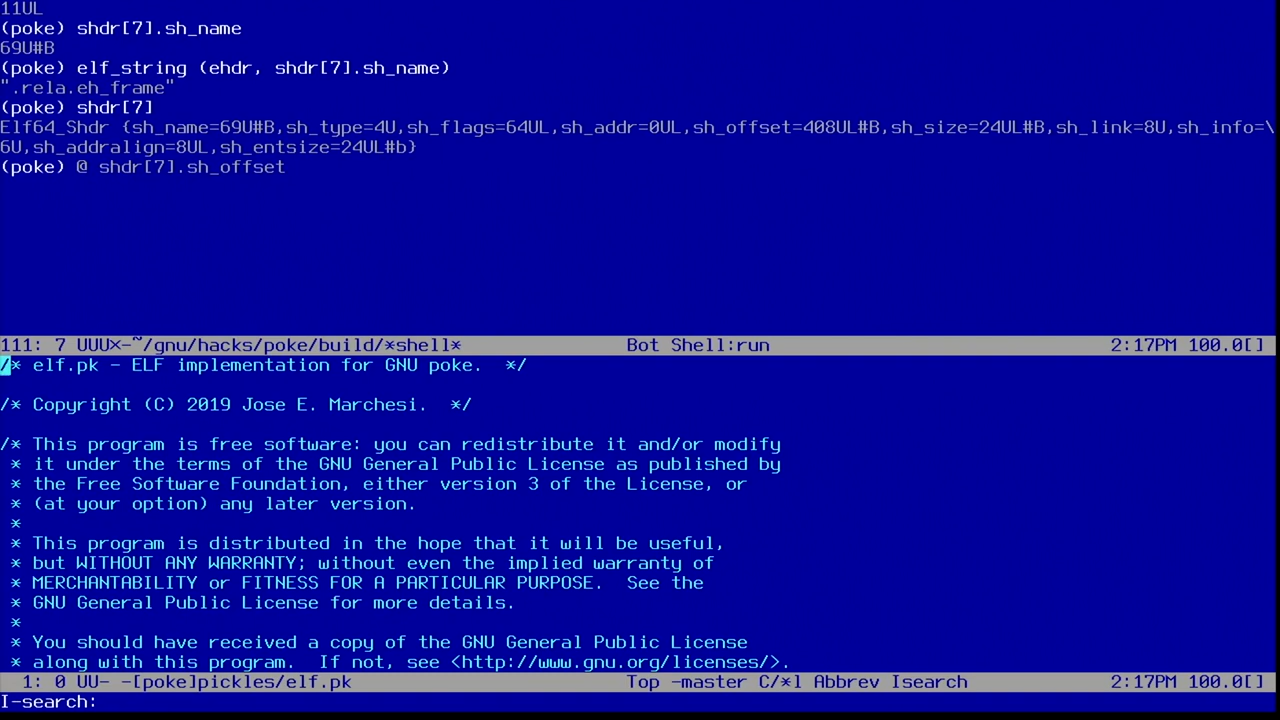 11UL
(poke) shdr[7].sh_name
69U#B
(poke) elf_string (ehdr, shdr[7].sh_name)
".rela.eh_frame"
(poke) shdr[7]
Elf64_Shdr {sh_name=69U#B,sh_type=4U,sh_flags=64UL,sh_addr=0UL,sh_offset=408UL#B,sh_size=24UL#B,sh_link=8U,sh_info=\
6U,sh_addralign=8UL,sh_entsize=24UL#b}
(poke) @ shdr[7].sh_offset
111: 7 UUU×-~/gnu/hacks/poke/build/*shell* Bot Shell:run 2:17PM 100.0[]
/* elf.pk - ELF implementation for GNU poke.  */
/* Copyright (C) 2019 Jose E. Marchesi.  */
/* This program is free software: you can redistribute it and/or modify
 * it under the terms of the GNU General Public License as published by
 * the Free Software Foundation, either version 3 of the License, or
 * (at your option) any later version.
 *
 * This program is distributed in the hope that it will be useful,
 * but WITHOUT ANY WARRANTY; without even the implied warranty of
 * MERCHANTABILITY or FITNESS FOR A PARTICULAR PURPOSE.  See the
 * GNU General Public License for more details.
 *
 * You should have received a copy of the GNU General Public License
 * along with this program.  If not, see <http://www.gnu.org/licenses/>.
1: 0 UU- -[poke]pickles/elf.pk Top -master C/*l Abbrev Isearch 2:17PM 100.0[]
I-search: